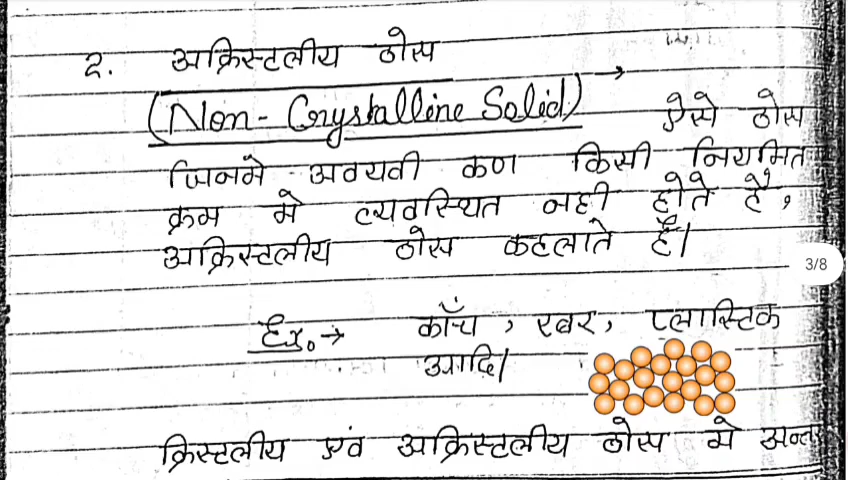 2. अक्रिस्टलीय ठोस
(Non-Crystalline Solid) → ऐसे ठोस
जिनमे अवयवी कण किसी नियमित
क्रम मे व्यवस्थित नही होते है,
अक्रिस्टलीय ठोस कहलाते हैं।
3/8
Ex. → काँच, रबर, प्लास्टिक
आदि।
क्रिस्टलीय एवं अक्रिस्टलीय ठोस मे अन्त